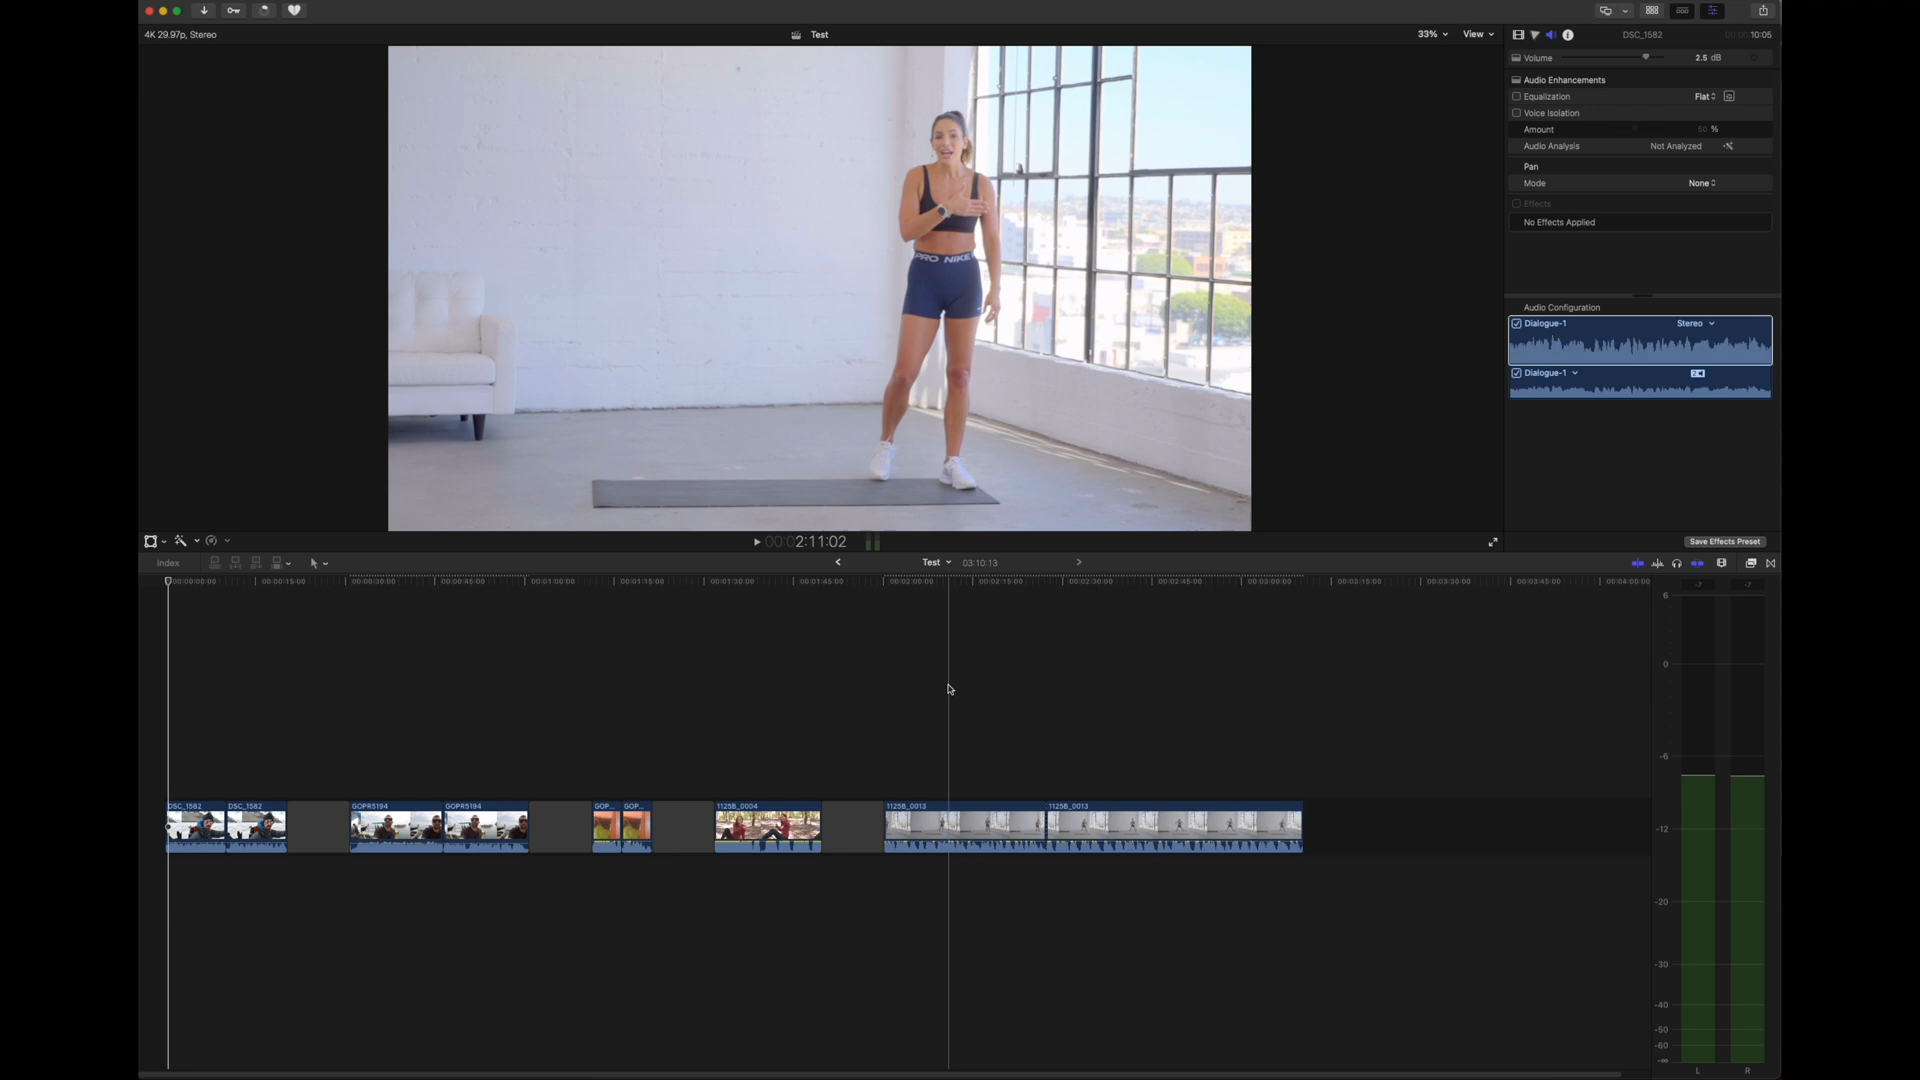 4K 29.97p, Stereo
Test
33%
View
DSC_1582
10:05
Volume
2.5 dB
Audio Enhancements
Equalization
Flat
Voice Isolation
Amount
50 %
Audio Analysis
Not Analyzed
Pan
Mode
None
Effects
No Effects Applied
PRO NIKE
Audio Configuration
Dialogue-1
Stereo
Dialogue-1
00:02:11:02
Save Effects Preset
Index
Test
03:10:13
00:00:00:00
00:00:15:00
00:00:30:00
00:00:45:00
00:01:00:00
00:01:15:00
00:01:30:00
00:01:45:00
00:02:00:00
00:02:15:00
00:02:30:00
00:02:45:00
00:03:00:00
00:03:15:00
00:03:30:00
00:03:45:00
00:04:00:00
-7
-7
6
0
-6
-12
-20
-30
-40
-50
-60
-∞
L
R
DSC_1582
DSC_1582
GOPR5194
GOPR5194
GOP...
GOP...
1125B_0004
1125B_0013
1125B_0013